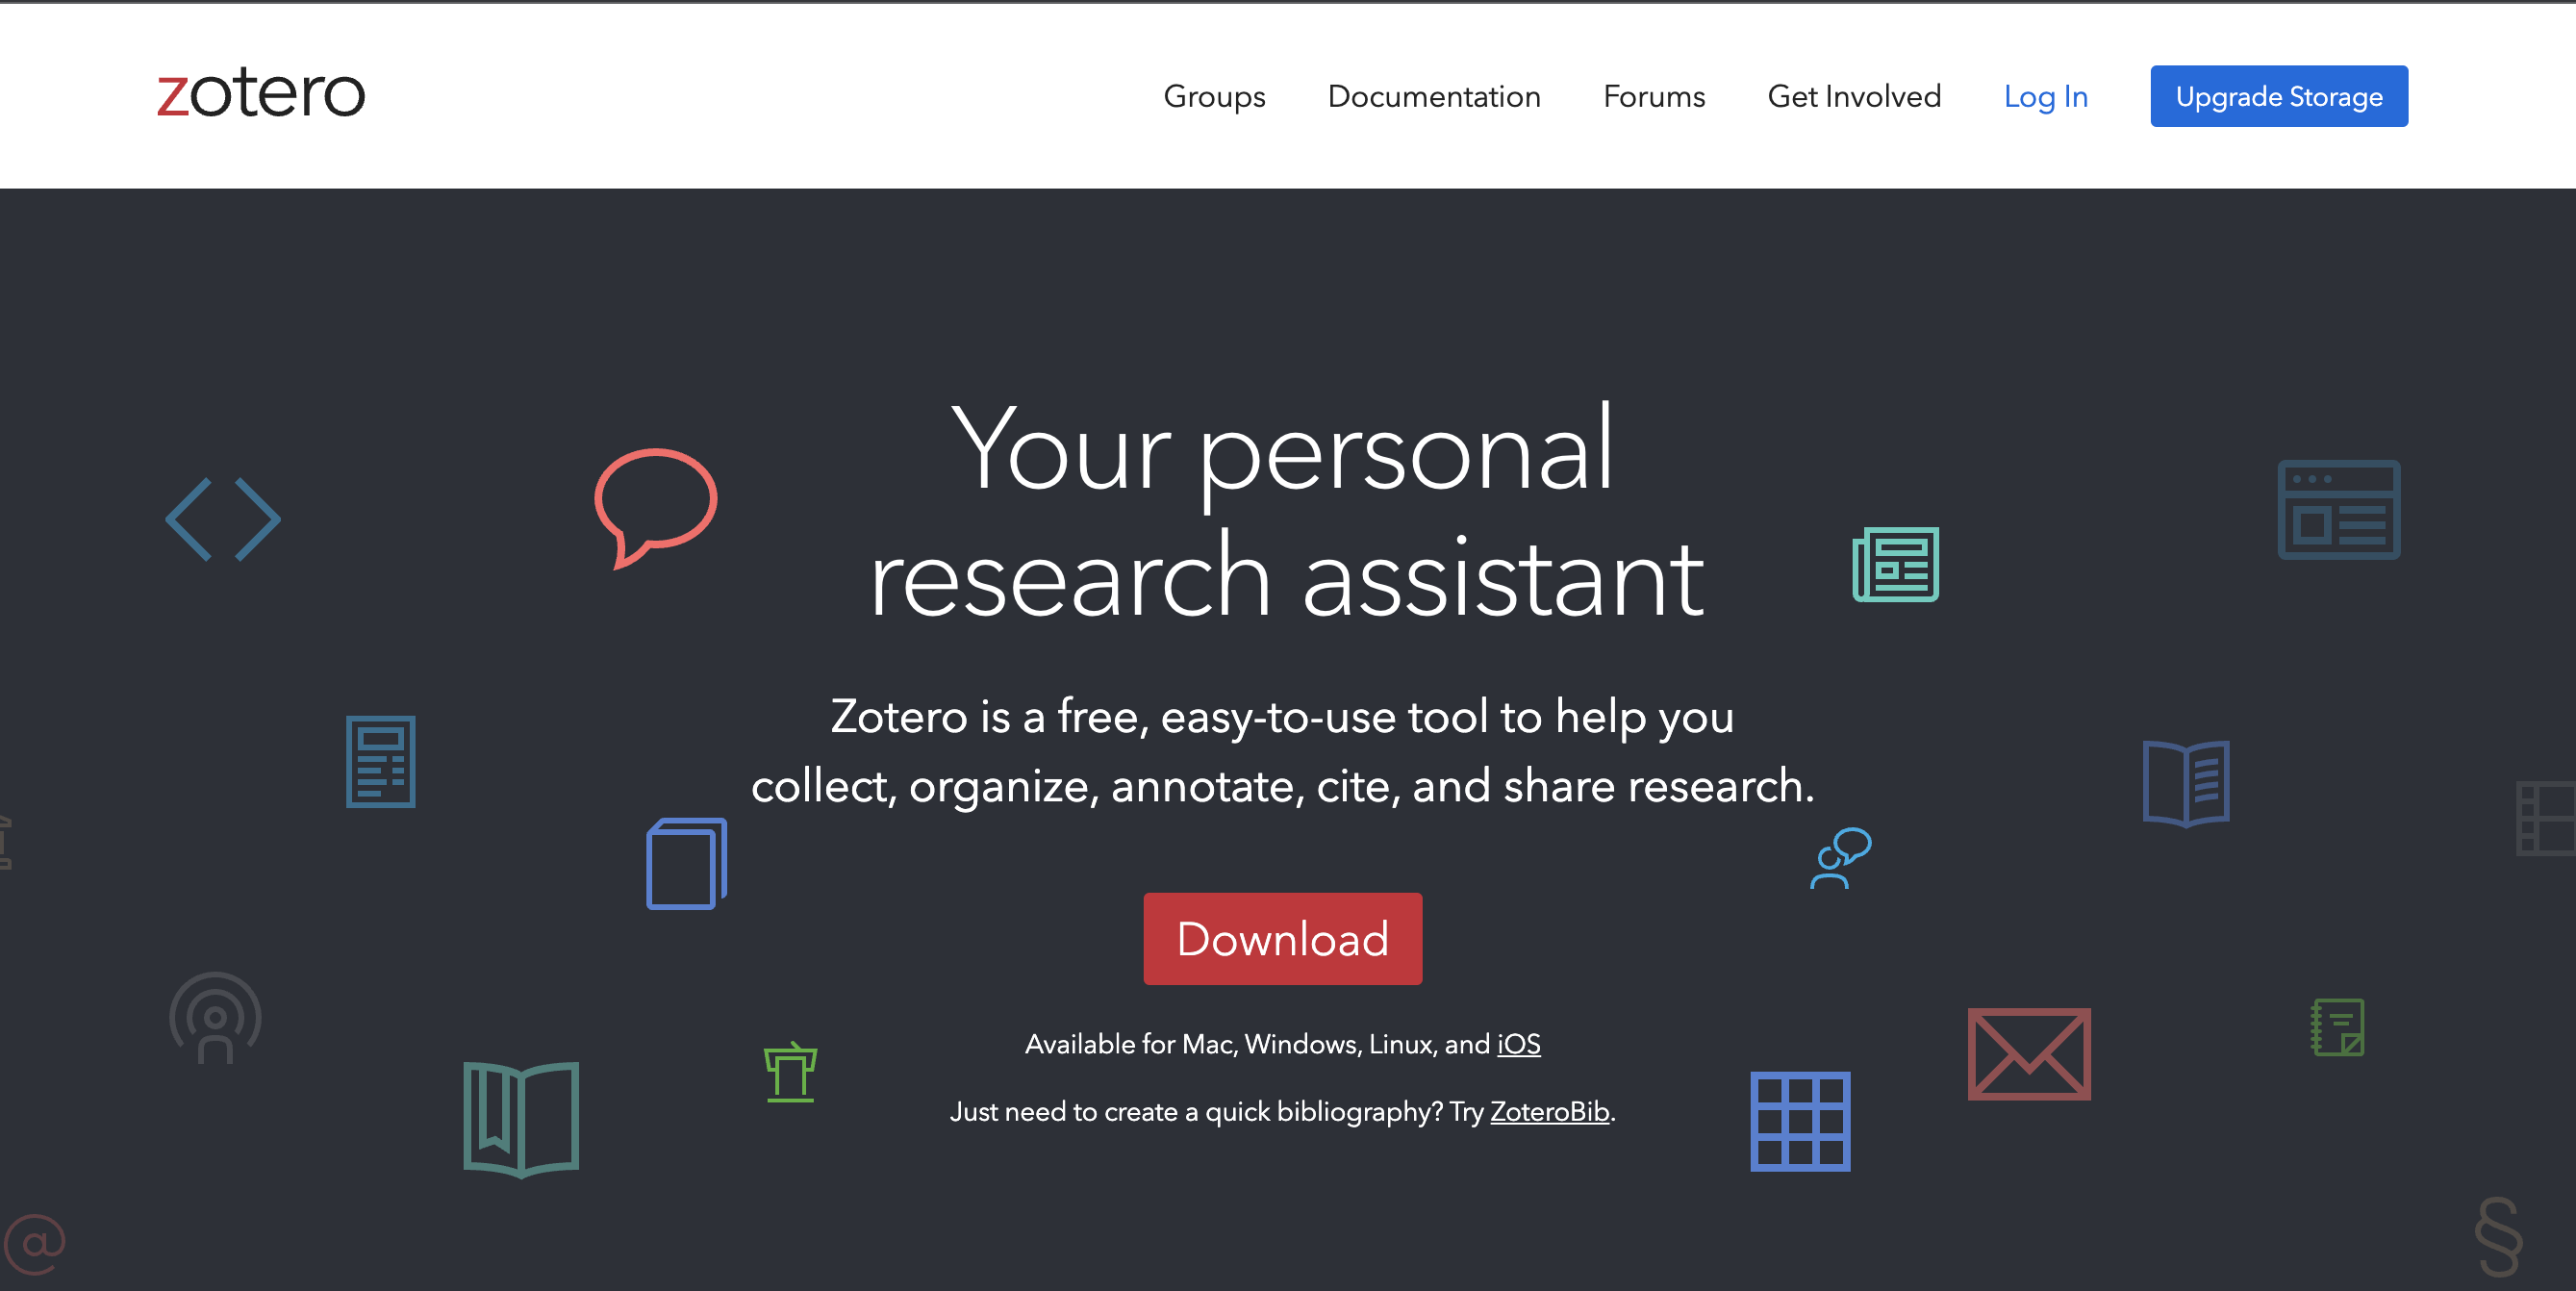 zotero
Groups Documentation Forums Get Involved Log In Upgrade Storage
Your personal
research assistant
Zotero is a free, easy-to-use tool to help you
collect, organize, annotate, cite, and share research.
Download
Available for Mac, Windows, Linux, and iOS
Just need to create a quick bibliography? Try ZoteroBib.
@
§